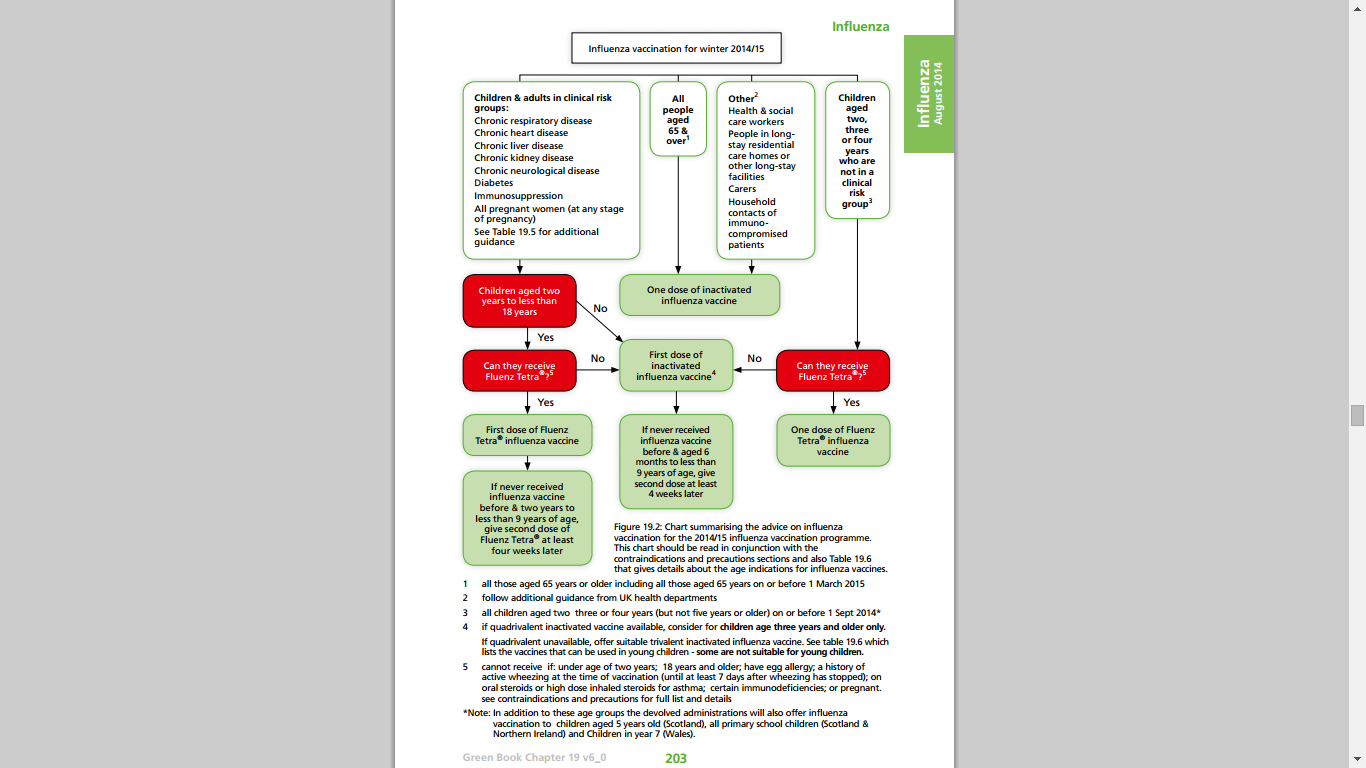 Influenza
Influenza
August 2014
Influenza vaccination for winter 2014/15
Children & adults in clinical risk
groups:
Chronic respiratory disease
Chronic heart disease
Chronic liver disease
Chronic kidney disease
Chronic neurological disease
Diabetes
Immunosuppression
All pregnant women (at any stage
of pregnancy)
See Table 19.5 for additional
guidance
All
people
aged
65 &
over1
Other2
Health & social
care workers
People in long-
stay residential
care homes or
other long-stay
facilities
Carers
Household
contacts of
immuno-
compromised
patients
Children
aged
two,
three
or four
years
who are
not in a
clinical
risk
group3
Children aged two
years to less than
18 years
No
Yes
One dose of inactivated
influenza vaccine
Can they receive
Fluenz Tetra®?5
No
Yes
First dose of
inactivated
influenza vaccine4
No
Can they receive
Fluenz Tetra®?5
Yes
First dose of Fluenz
Tetra® influenza vaccine
If never received
influenza vaccine
before & two years to
less than 9 years of age,
give second dose of
Fluenz Tetra® at least
four weeks later
If never received
influenza vaccine
before & aged 6
months to less than
9 years of age, give
second dose at least
4 weeks later
One dose of Fluenz
Tetra® influenza
vaccine
Figure 19.2: Chart summarising the advice on influenza
vaccination for the 2014/15 influenza vaccination programme.
This chart should be read in conjunction with the
contraindications and precautions sections and also Table 19.6
that gives details about the age indications for influenza vaccines.
1 all those aged 65 years or older including all those aged 65 years on or before 1 March 2015
2 follow additional guidance from UK health departments
3 all children aged two three or four years (but not five years or older) on or before 1 Sept 2014*
4 if quadrivalent inactivated vaccine available, consider for children age three years and older only.
If quadrivalent unavailable, offer suitable trivalent inactivated influenza vaccine. See table 19.6 which
lists the vaccines that can be used in young children - some are not suitable for young children.
5 cannot receive if: under age of two years; 18 years and older; have egg allergy; a history of
active wheezing at the time of vaccination (until at least 7 days after wheezing has stopped); on
oral steroids or high dose inhaled steroids for asthma; certain immunodeficiencies; or pregnant.
see contraindications and precautions for full list and details
*Note: In addition to these age groups the devolved administrations will also offer influenza
vaccination to children aged 5 years old (Scotland), all primary school children (Scotland &
Northern Ireland) and Children in year 7 (Wales).
Green Book Chapter 19 v6_0
203